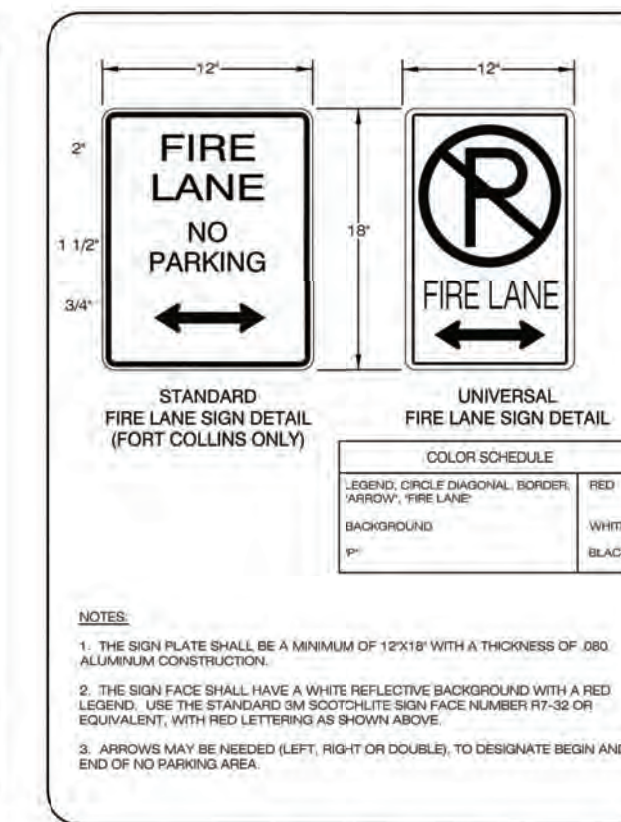 12"
12"
2"
FIRE
LANE
1 1/2"
NO
PARKING
3/4"
18"
P
FIRE LANE
STANDARD
FIRE LANE SIGN DETAIL
(FORT COLLINS ONLY)
UNIVERSAL
FIRE LANE SIGN DETAIL
COLOR SCHEDULE
LEGEND, CIRCLE DIAGONAL, BORDER, RED
"ARROW", "FIRE LANE"
BACKGROUND WHIT
"P" BLAC
NOTES:
1. THE SIGN PLATE SHALL BE A MINIMUM OF 12"X18" WITH A THICKNESS OF .080
ALUMINUM CONSTRUCTION.
2. THE SIGN FACE SHALL HAVE A WHITE REFLECTIVE BACKGROUND WITH A RED
LEGEND. USE THE STANDARD 3M SCOTCHLITE SIGN FACE NUMBER R7-32 OR
EQUIVALENT, WITH RED LETTERING AS SHOWN ABOVE.
3. ARROWS MAY BE NEEDED (LEFT, RIGHT OR DOUBLE), TO DESIGNATE BEGIN AND
END OF NO PARKING AREA.